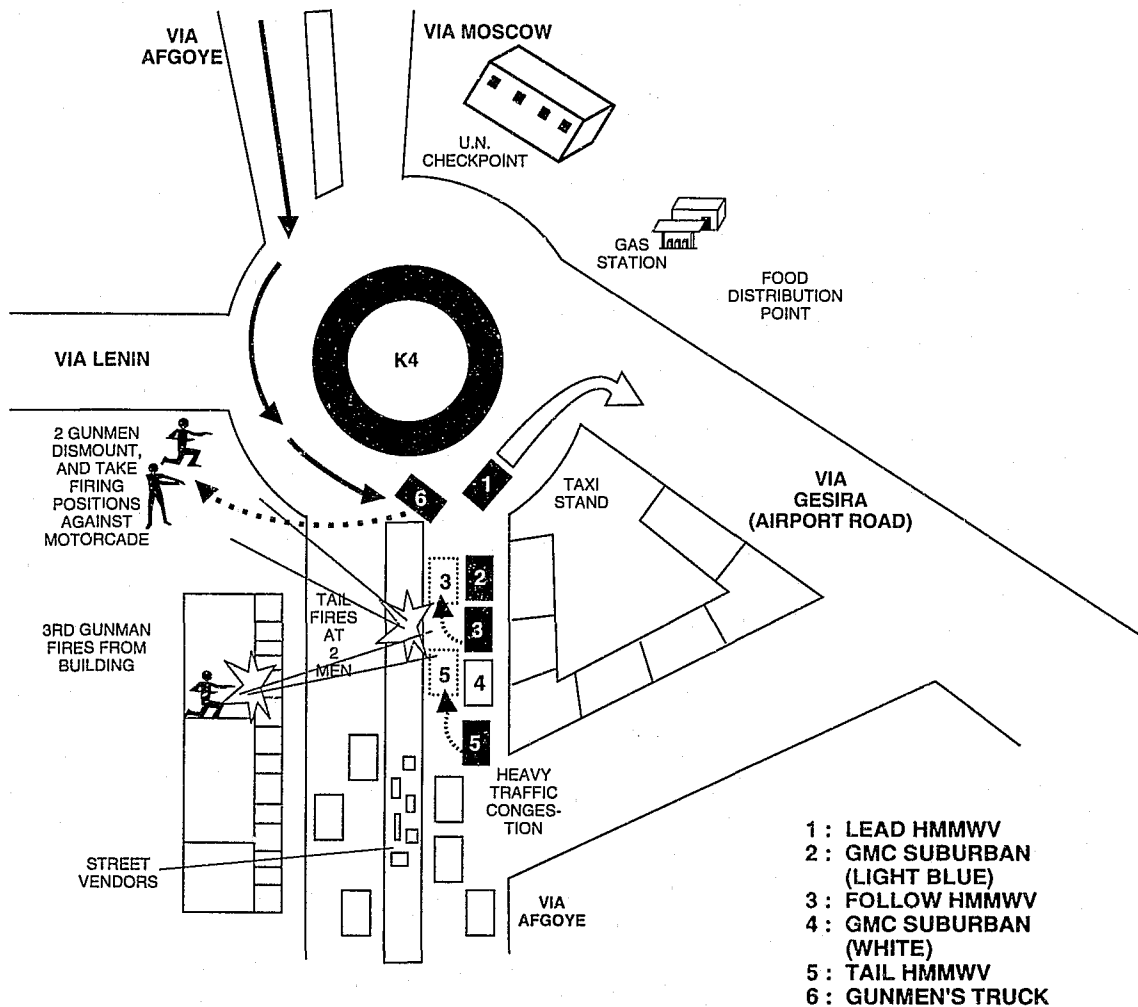 VIA
AFGOYE
VIA MOSCOW
U.N.
CHECKPOINT
GAS
STATION
FOOD
DISTRIBUTION
POINT
K4
VIA LENIN
2 GUNMEN
DISMOUNT,
AND TAKE
FIRING
POSITIONS
AGAINST
MOTORCADE
6
1
TAXI
STAND
VIA
GESIRA
(AIRPORT ROAD)
3
2
3
5
4
5
TAIL
FIRES
AT
2
MEN
3RD GUNMAN
FIRES FROM
BUILDING
HEAVY
TRAFFIC
CONGES-
TION
STREET
VENDORS
VIA
AFGOYE
1 : LEAD HMMWV
2 : GMC SUBURBAN
(LIGHT BLUE)
3 : FOLLOW HMMWV
4 : GMC SUBURBAN
(WHITE)
5 : TAIL HMMWV
6 : GUNMEN'S TRUCK